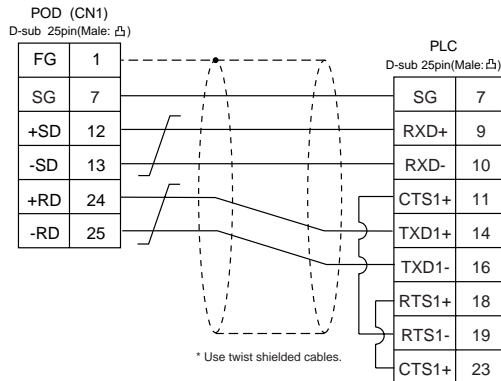 POD (CN1)
D-sub 25pin(Male: 凸)
FG 1
SG 7
+SD 12
-SD 13
+RD 24
-RD 25
PLC
D-sub 25pin(Male: 凸)
SG 7
RXD+ 9
RXD- 10
CTS1+ 11
TXD1+ 14
TXD1- 16
RTS1+ 18
RTS1- 19
CTS1+ 23
* Use twist shielded cables.